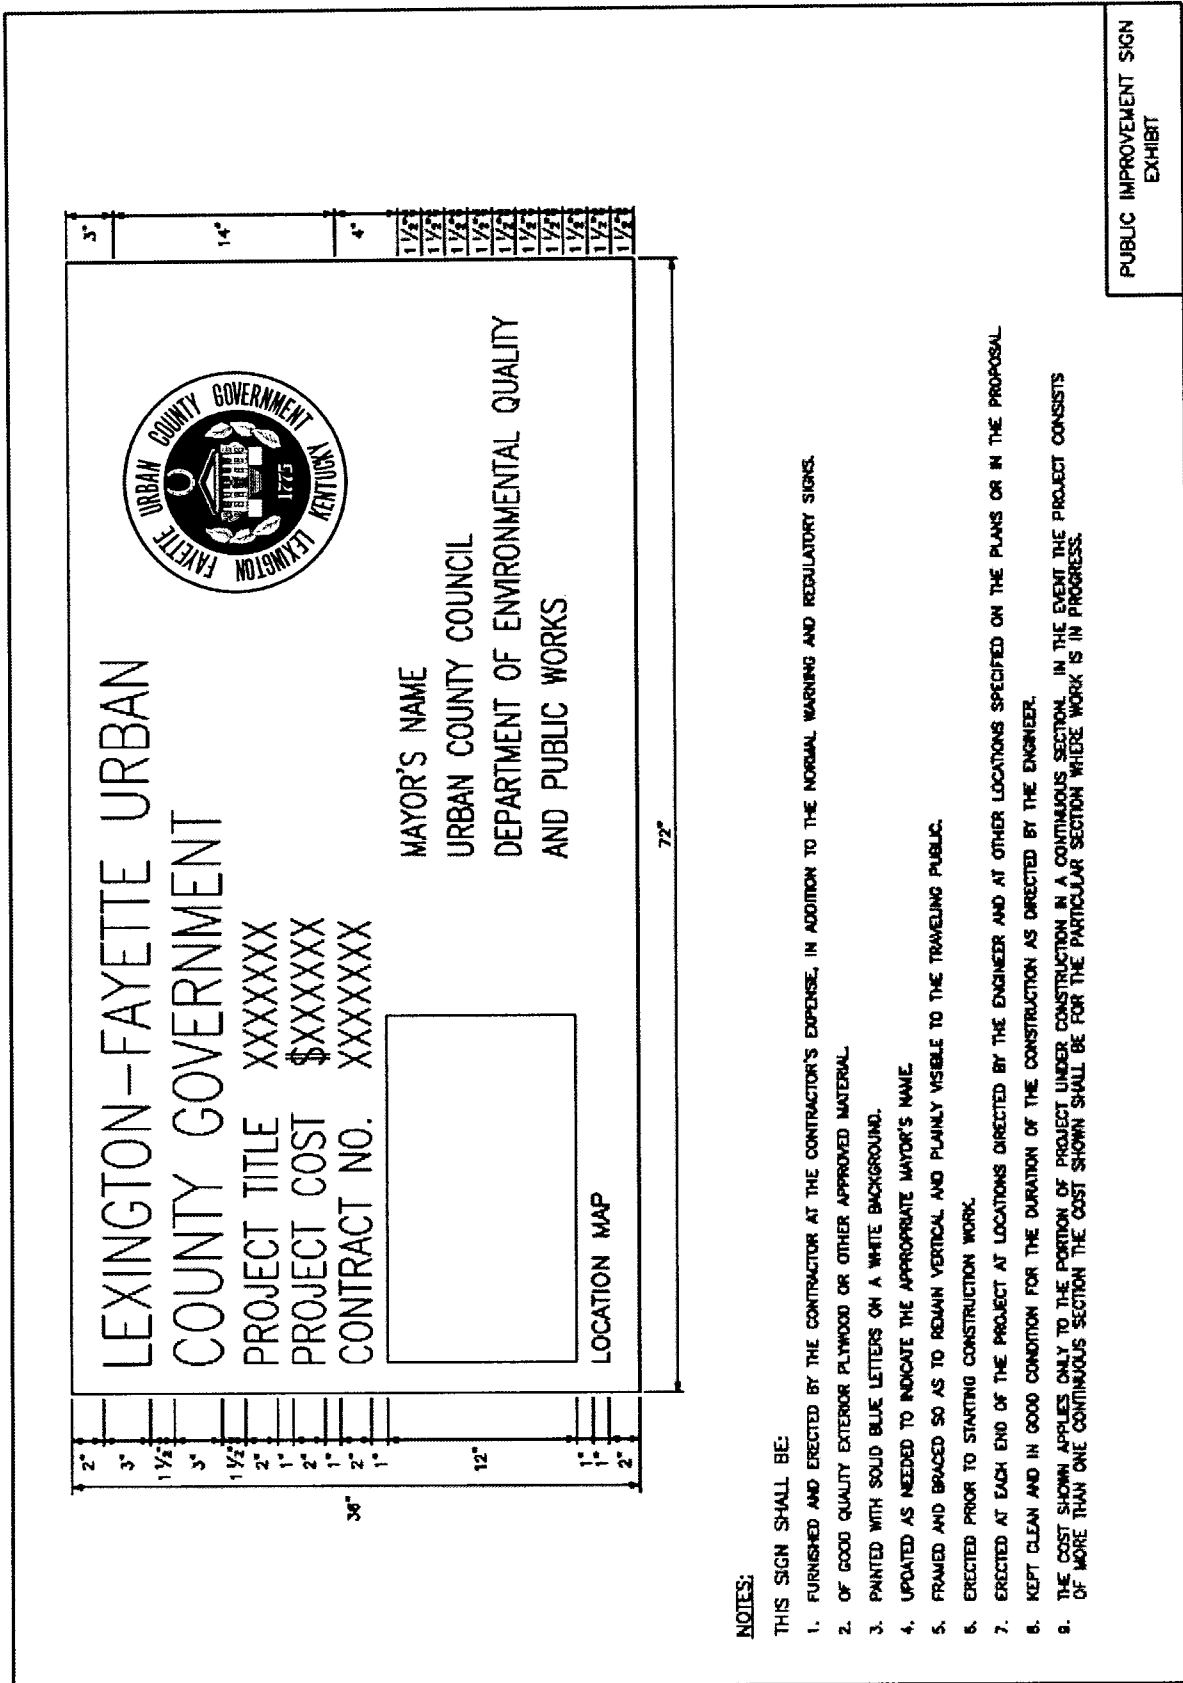 LEXINGTON-FAYETTE URBAN
COUNTY GOVERNMENT
PROJECT TITLE XXXXXX
PROJECT COST $XXXXXX
CONTRACT NO. XXXXXX
LOCATION MAP
MAYOR'S NAME
URBAN COUNTY COUNCIL
DEPARTMENT OF ENVIRONMENTAL QUALITY
AND PUBLIC WORKS
LEXINGTON FAYETTE URBAN COUNTY GOVERNMENT KENTUCKY
1775
2"
3"
1 ½"
3"
1 ½"
2"
1"
2"
1"
2"
1"
12"
1"
1"
2"
36"
3"
14"
4"
1 ½"
1 ½"
1 ½"
1 ½"
1 ½"
1 ½"
1 ½"
1 ½"
1 ½"
1 ½"
72"
NOTES:
THIS SIGN SHALL BE:
1. FURNISHED AND ERECTED BY THE CONTRACTOR AT THE CONTRACTOR'S EXPENSE, IN ADDITION TO THE NORMAL WARNING AND REGULATORY SIGNS.
2. OF GOOD QUALITY EXTERIOR PLYWOOD OR OTHER APPROVED MATERIAL.
3. PAINTED WITH SOLID BLUE LETTERS ON A WHITE BACKGROUND.
4. UPDATED AS NEEDED TO INDICATE THE APPROPRIATE MAYOR'S NAME.
5. FRAMED AND BRACED SO AS TO REMAIN VERTICAL AND PLAINLY VISIBLE TO THE TRAVELING PUBLIC.
6. ERECTED PRIOR TO STARTING CONSTRUCTION WORK.
7. ERECTED AT EACH END OF THE PROJECT AT LOCATIONS DIRECTED BY THE ENGINEER AND AT OTHER LOCATIONS SPECIFIED ON THE PLANS OR IN THE PROPOSAL.
8. KEPT CLEAN AND IN GOOD CONDITION FOR THE DURATION OF THE CONSTRUCTION AS DIRECTED BY THE ENGINEER.
9. THE COST SHOWN APPLIES ONLY TO THE PORTION OF PROJECT UNDER CONSTRUCTION IN A CONTINUOUS SECTION. IN THE EVENT THE PROJECT CONSISTS
OF MORE THAN ONE CONTINUOUS SECTION THE COST SHOWN SHALL BE FOR THE PARTICULAR SECTION WHERE WORK IS IN PROGRESS.
PUBLIC IMPROVEMENT SIGN
EXHIBIT